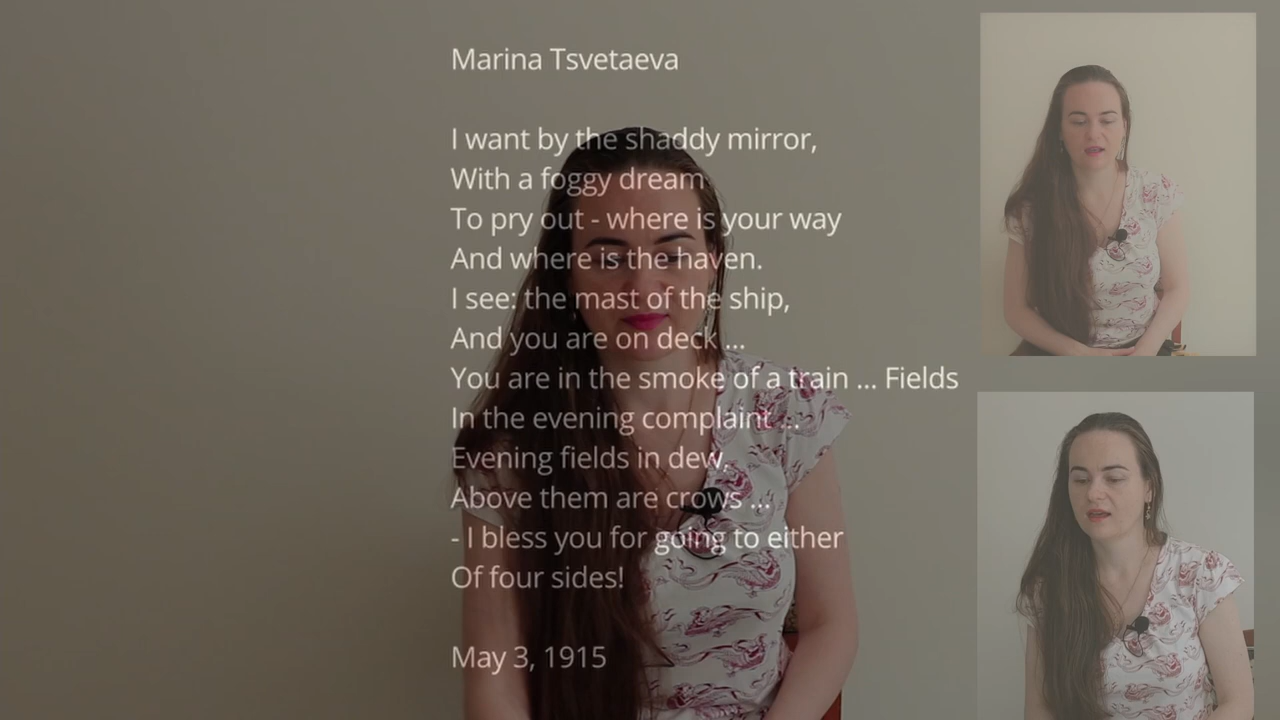 Marina Tsvetaeva
I want by the shaddy mirror,
With a foggy dream
To pry out - where is your way
And where is the haven.
I see: the mast of the ship,
And you are on deck ...
You are in the smoke of a train ... Fields
In the evening complaint ...
Evening fields in dew,
Above them are crows ...
- I bless you for going to either
Of four sides!
May 3, 1915